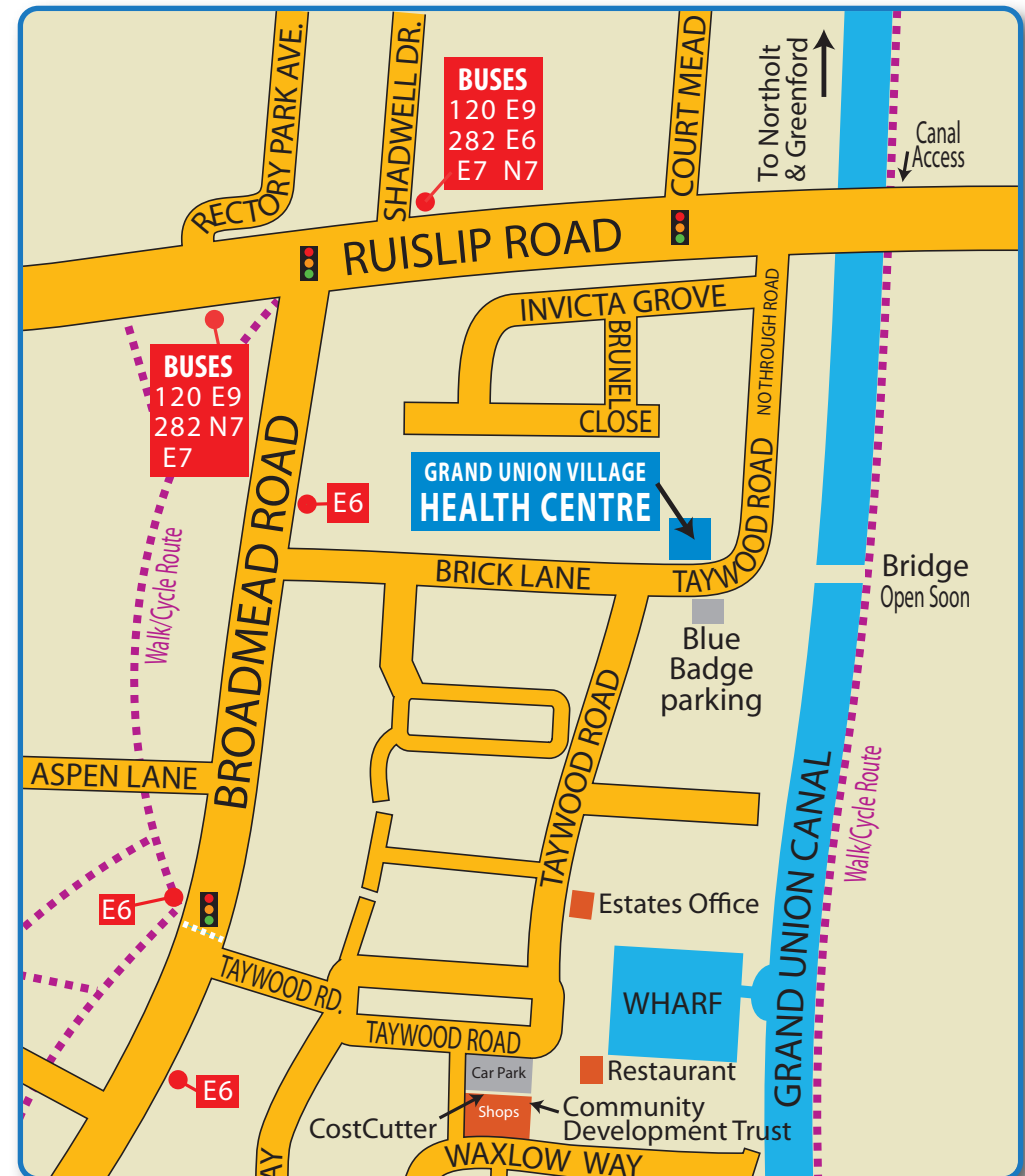 RECTORY PARK AVE.
SHADWELL DR.
BUSES
120 E9
282 E6
E7 N7
COURT MEAD
To Northolt
& Greenford
Canal
Access
RUISLIP ROAD
INVICTA GROVE
BRUNEL
CLOSE
NO THROUGH ROAD
BUSES
120 E9
282 N7
E7
BROADMEAD ROAD
E6
GRAND UNION VILLAGE
HEALTH CENTRE
TAYWOOD ROAD
BRICK LANE
Bridge
Open Soon
Blue
Badge
parking
Walk/Cycle Route
ASPEN LANE
TAYWOOD ROAD
GRAND UNION CANAL
Walk/Cycle Route
E6
Estates Office
TAYWOOD RD.
WHARF
TAYWOOD ROAD
Car Park
Restaurant
E6
Shops
CostCutter
Community
Development Trust
WAXLOW WAY
AY